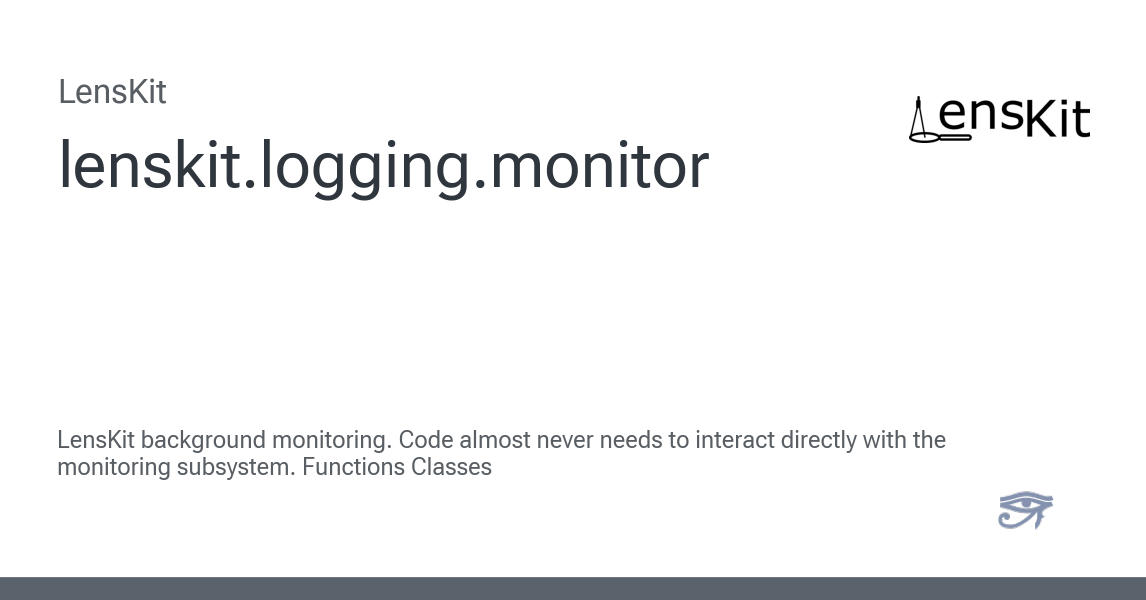 LensKit
LensKit
lenskit.logging.monitor
LensKit background monitoring. Code almost never needs to interact directly with the
monitoring subsystem. Functions Classes